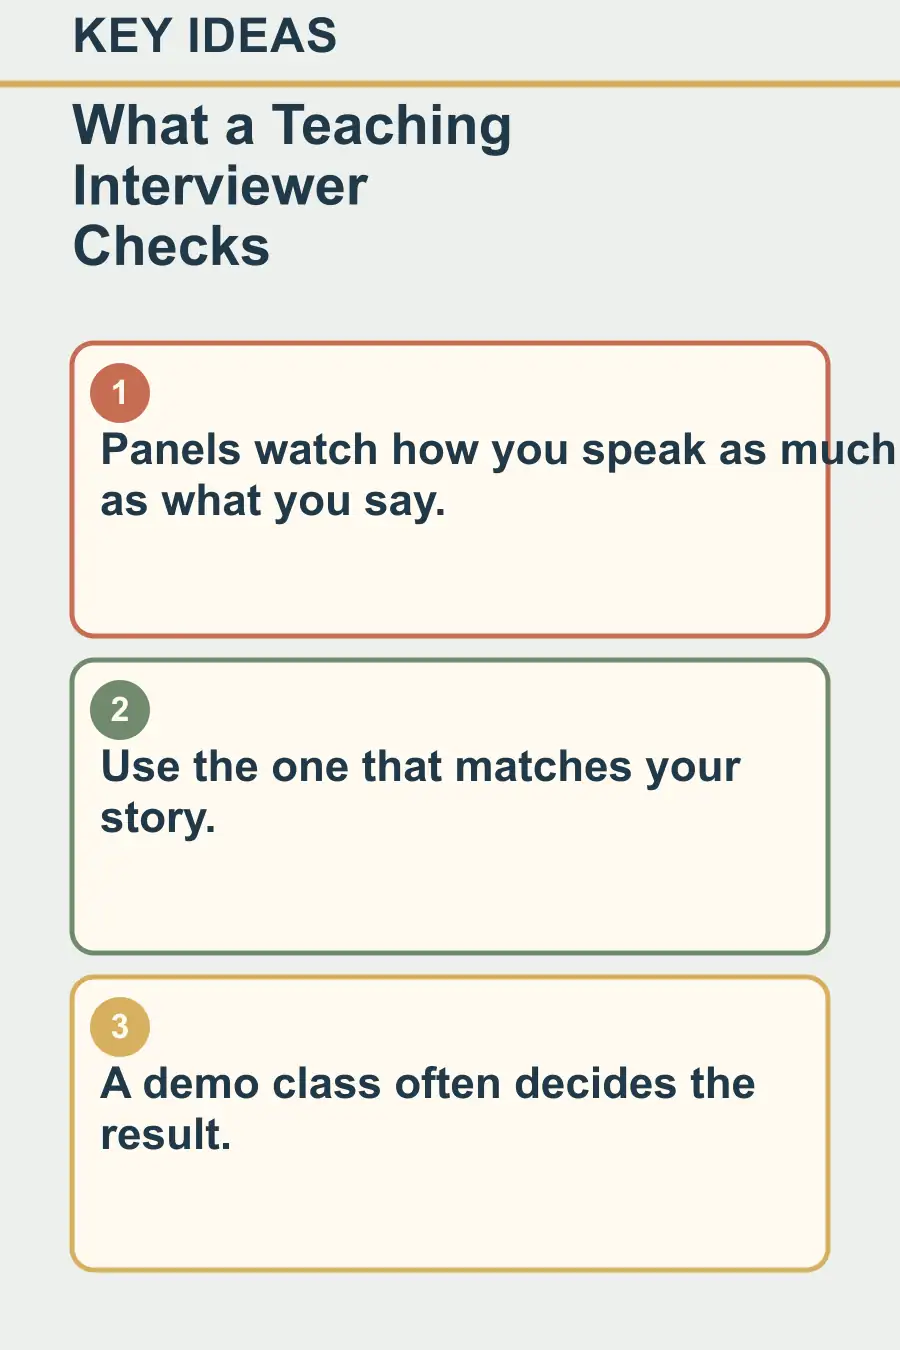 KEY IDEAS
What a Teaching
Interviewer
Checks
1
Panels watch how you speak as much
as what you say.
2
Use the one that matches your
story.
3
A demo class often decides the
result.